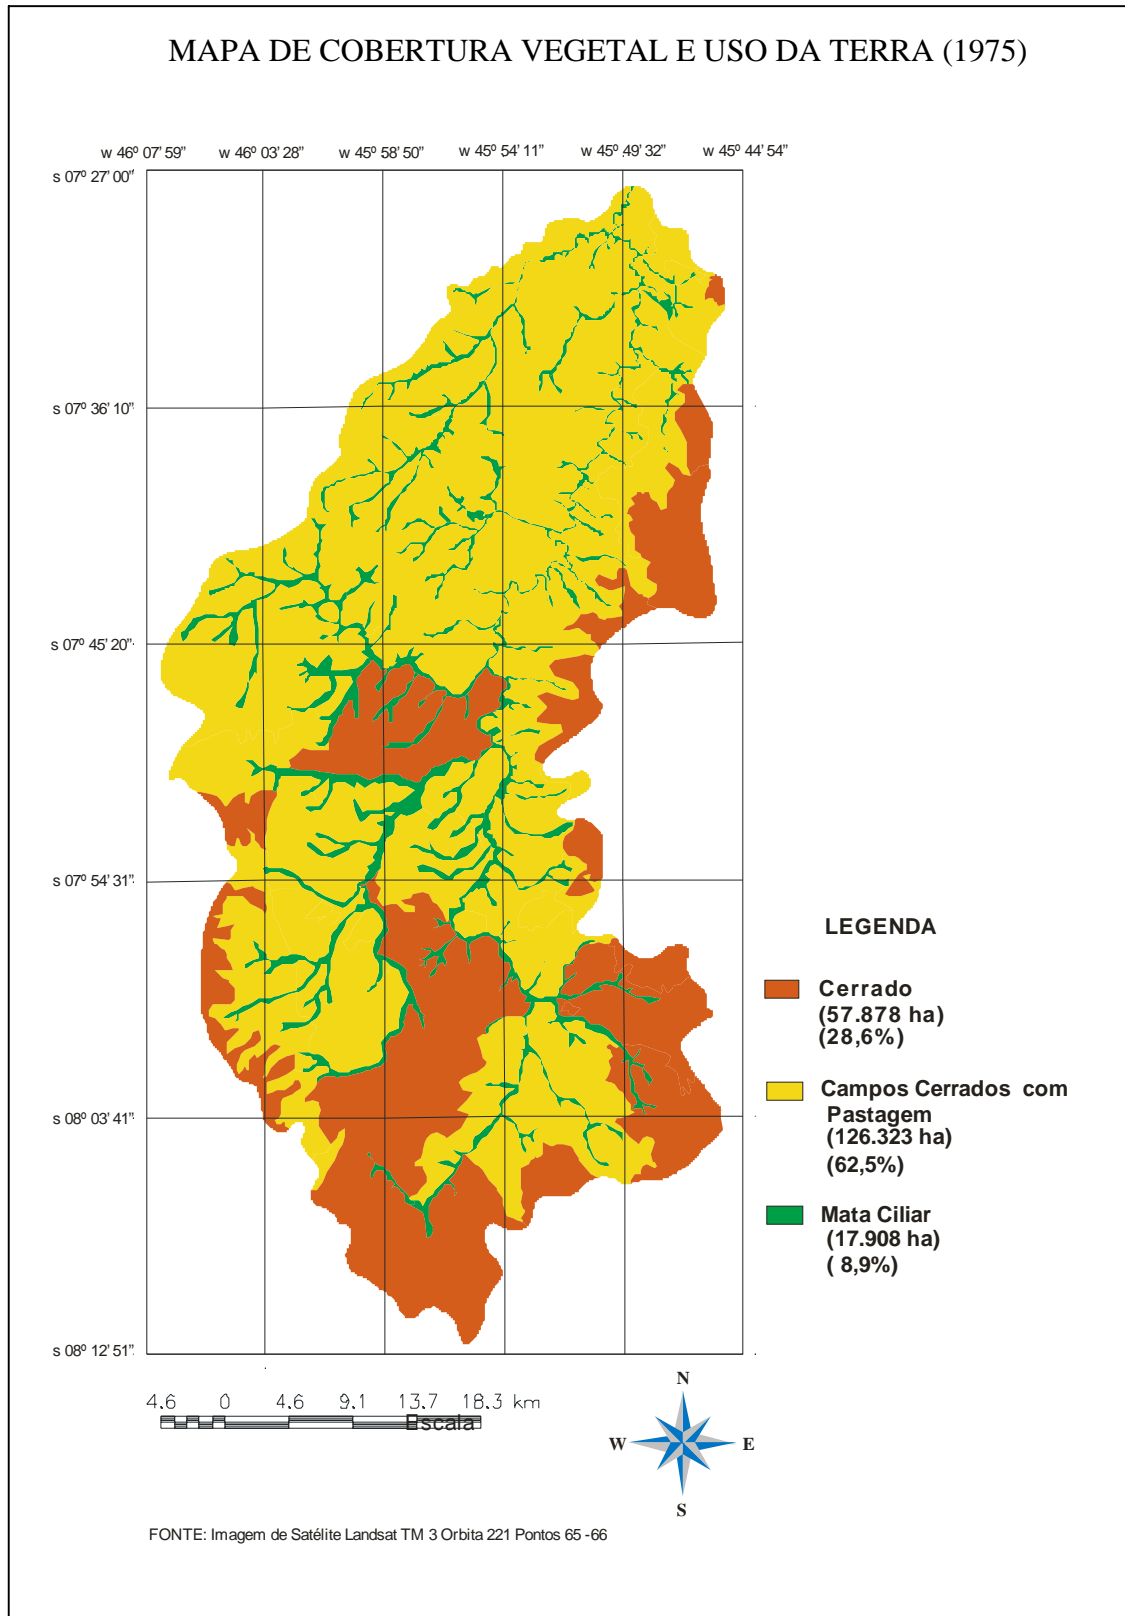 MAPA DE COBERTURA VEGETAL E USO DA TERRA (1975)
w 46º 07' 59" w 46º 03' 28" w 45º 58' 50" w 45º 54' 11" w 45º 49' 32" w 45º 44' 54"
s 07º 27' 00"
s 07º 36' 10"
s 07º 45' 20"
s 07º 54' 31"
s 08º 03' 41"
s 08º 12' 51"
LEGENDA
Cerrado
(57.878 ha)
(28,6%)
Campos Cerrados com
Pastagem
(126.323 ha)
(62,5%)
Mata Ciliar
(17.908 ha)
( 8,9%)
4.6 0 4.6 9.1 13.7 18.3 km
Escala
N
W E
S
FONTE: Imagem de Satélite Landsat TM 3 Orbita 221 Pontos 65 -66